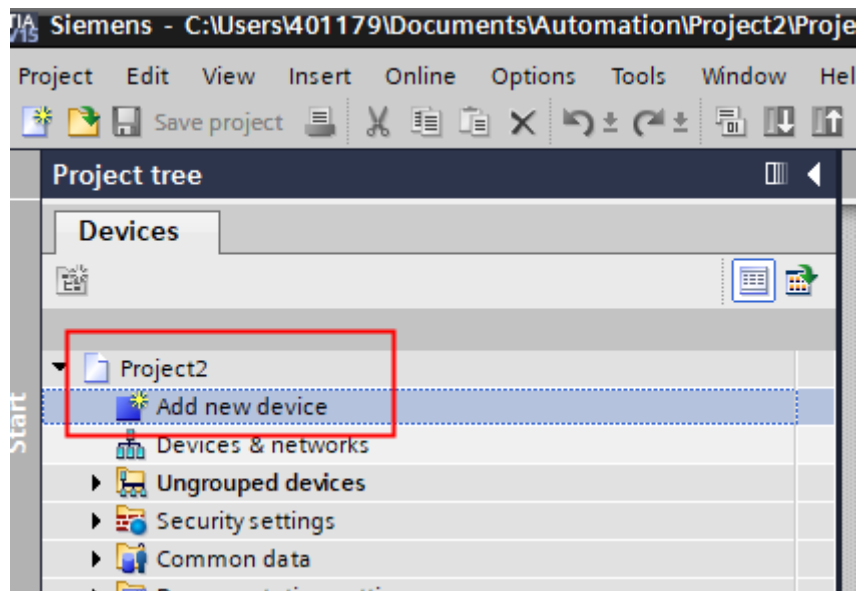 Siemens - C:\Users\401179\Documents\Automation\Project2\Proje
Project Edit View Insert Online Options Tools Window Hel
Save project
Project tree
Devices
Start
Project2
Add new device
Devices & networks
Ungrouped devices
Security settings
Common data